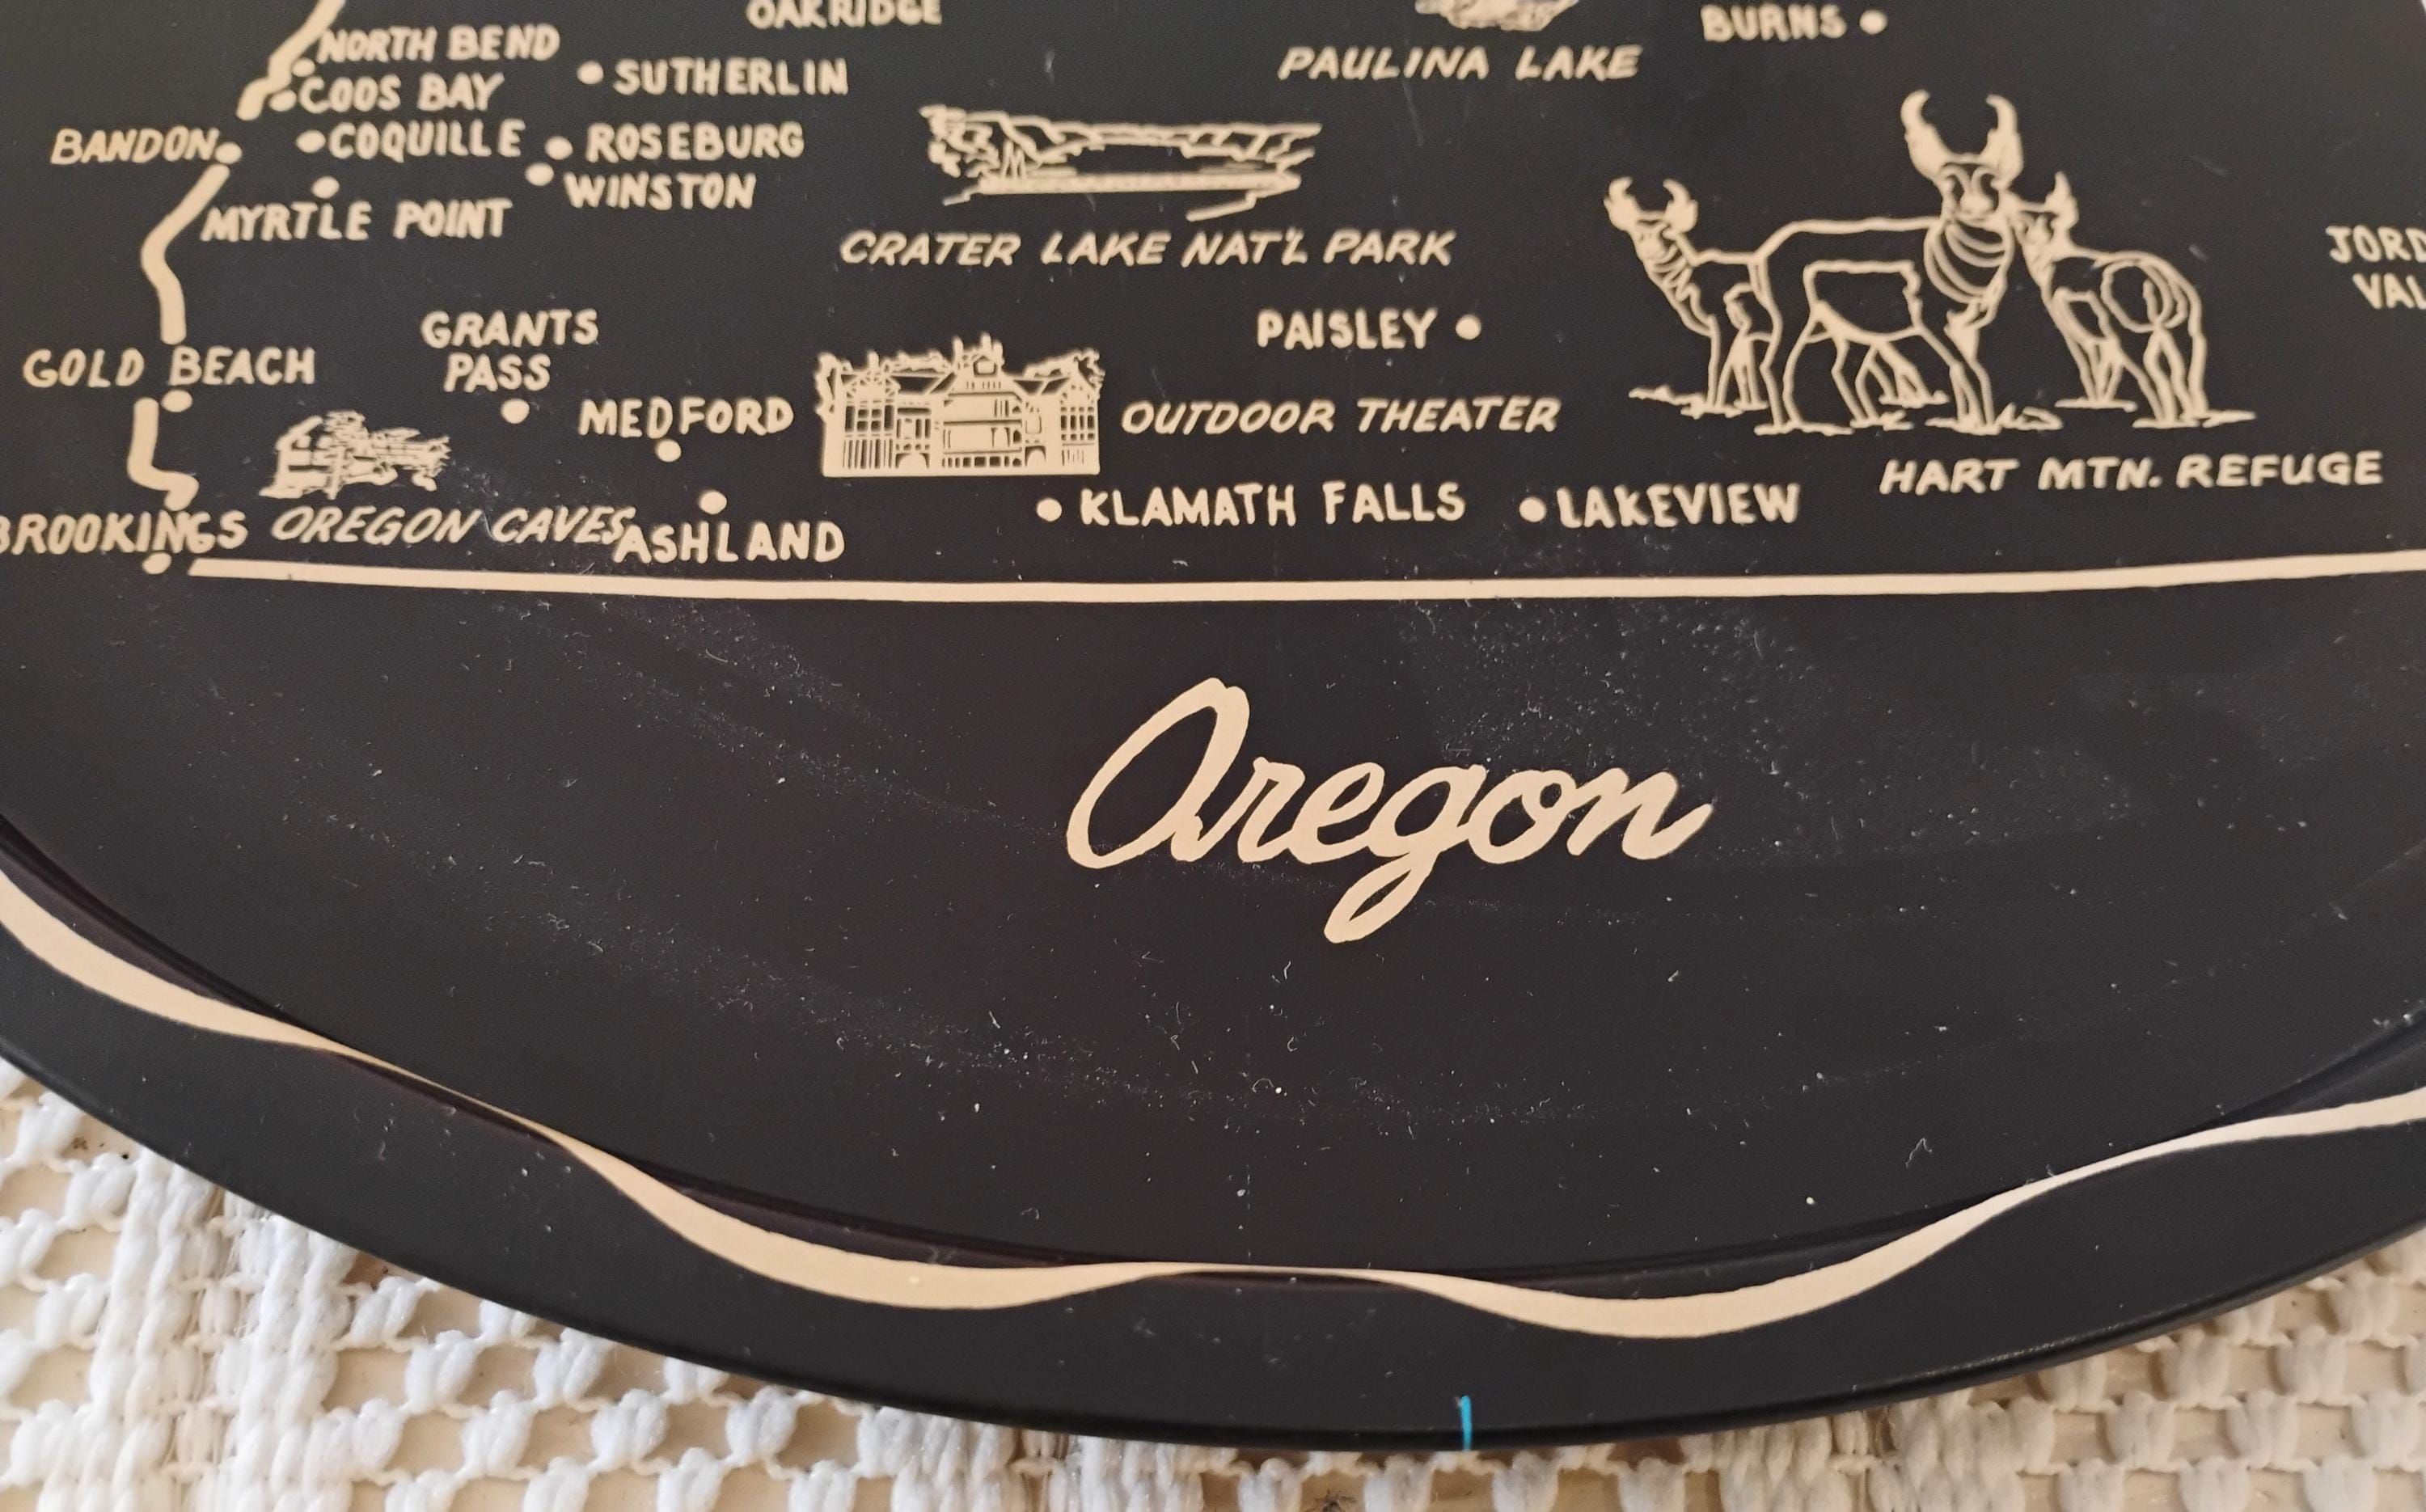 OAKRIDGE
BURNS
NORTH BEND
PAULINA LAKE
SUTHERLIN
COOS BAY
BANDON
COQUILLE
ROSEBURG
WINSTON
MYRTLE POINT
CRATER LAKE NAT'L PARK
GRANTS
PASS
PAISLEY
GOLD BEACH
MEDFORD
OUTDOOR THEATER
HART MTN. REFUGE
KLAMATH FALLS
LAKEVIEW
BROOKINGS
OREGON CAVES
ASHLAND
Oregon